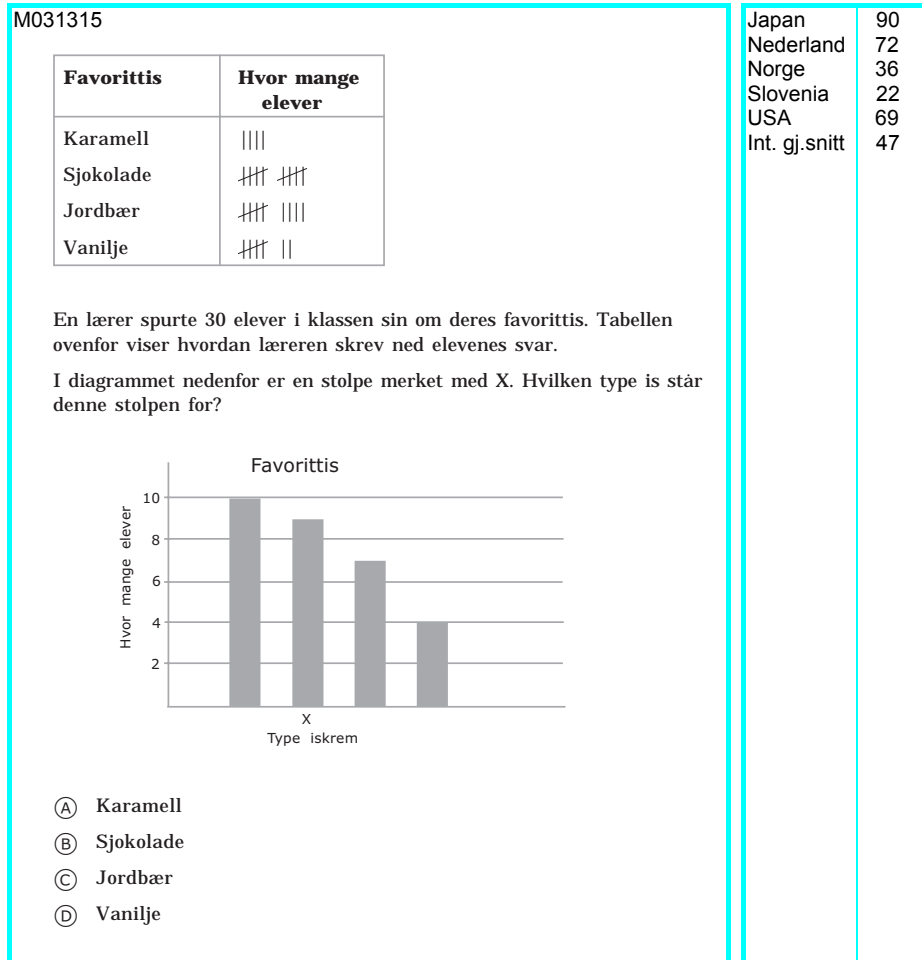 M031315
Favorittis Hvor mange
elever
Karamell
Sjokolade
Jordbær
Vanilje
En lærer spurte 30 elever i klassen sin om deres favorittis. Tabellen
ovenfor viser hvordan læreren skrev ned elevenes svar.
I diagrammet nedenfor er en stolpe merket med X. Hvilken type is står
denne stolpen for?
Favorittis
Hvor mange elever
10
8
6
4
2
X
Type iskrem
A Karamell
B Sjokolade
C Jordbær
D Vanilje
Japan 90
Nederland 72
Norge 36
Slovenia 22
USA 69
Int. gj.snitt 47